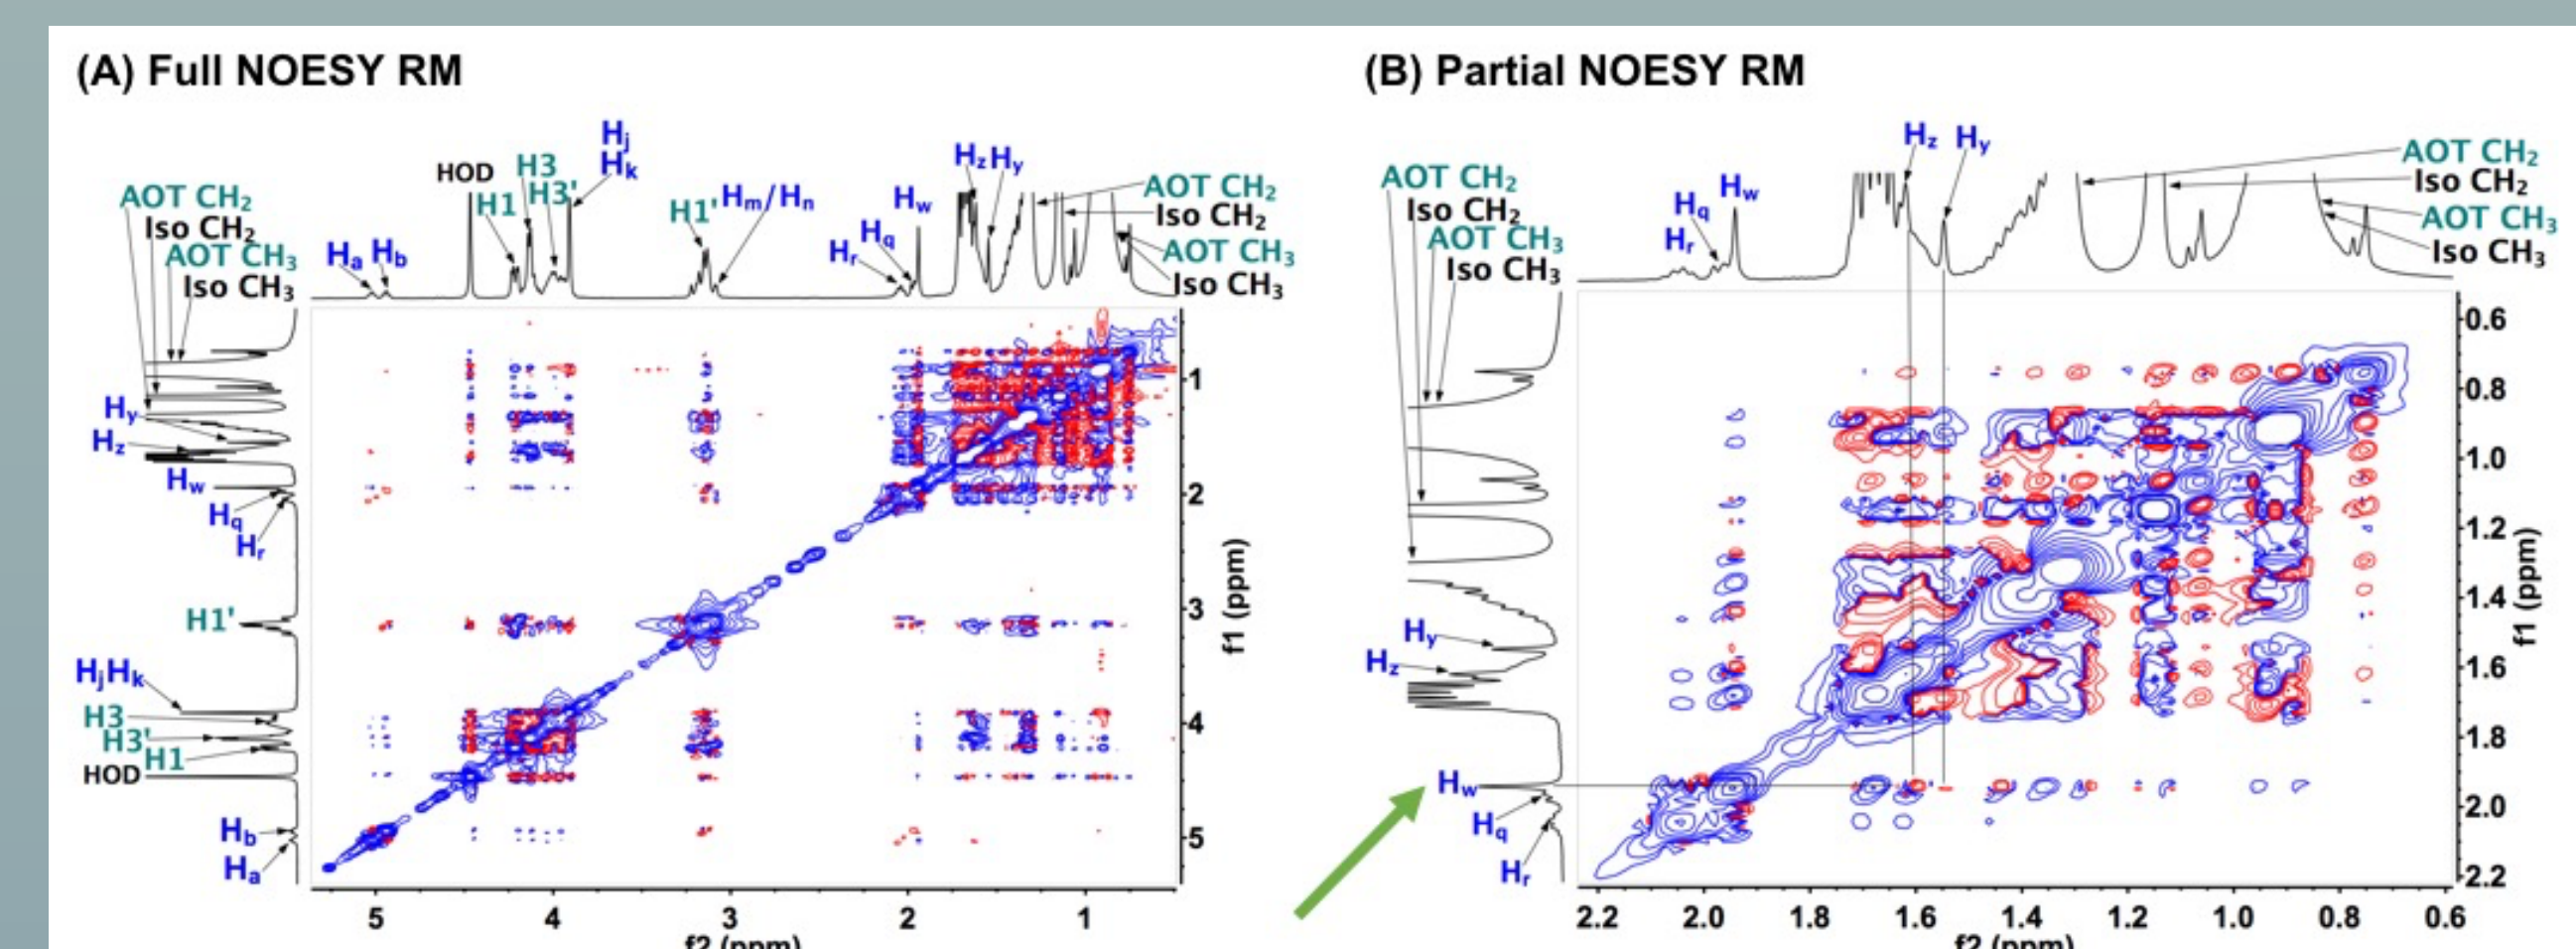 (A) Full NOESY RM
Hj
Hk
HOD
H3
H3'
H1
H1'
Hm/Hn
Hz Hy
Hw
Hq
Hr
AOT CH2
Iso CH2
AOT CH3
Iso CH3
AOT CH2
Iso CH2
AOT CH3
Iso CH3
Ha Hb
Hy
Hz
Hw
Hq
Hr
H1'
HjHk
H3
H3'
H1
HOD
Hb
Ha
1
2
3
4
5
f1 (ppm)
5 4 3 2 1
f2 (ppm)
(B) Partial NOESY RM
Hz Hy
Hw
Hq
Hr
AOT CH2
Iso CH2
AOT CH3
Iso CH3
AOT CH2
Iso CH2
AOT CH3
Iso CH3
Hy
Hz
Hw
Hq
Hr
0.6
0.8
1.0
1.2
1.4
1.6
1.8
2.0
2.2
f1 (ppm)
2.2 2.0 1.8 1.6 1.4 1.2 1.0 0.8 0.6
f2 (ppm)